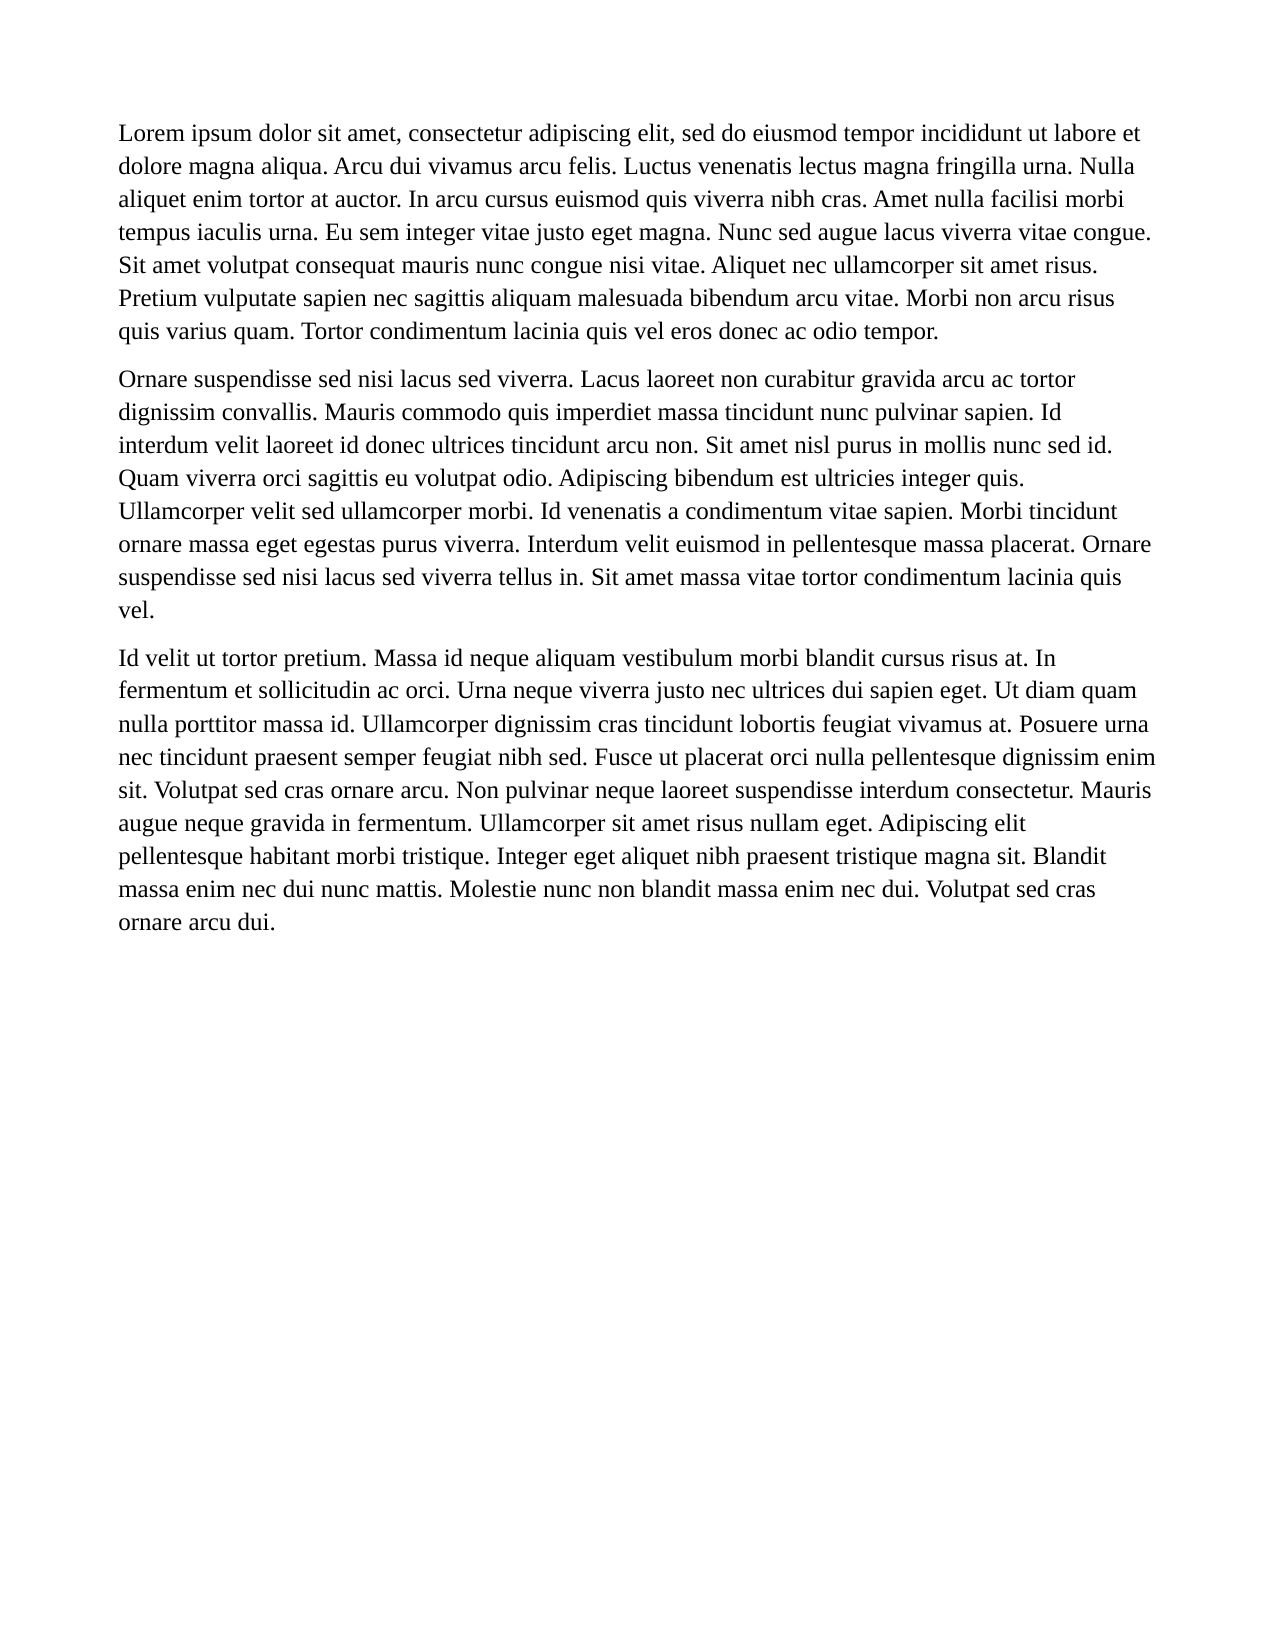 Lorem ipsum dolor sit amet, consectetur adipiscing elit, sed do eiusmod tempor incididunt ut labore et
dolore magna aliqua. Arcu dui vivamus arcu felis. Luctus venenatis lectus magna fringilla urna. Nulla
aliquet enim tortor at auctor. In arcu cursus euismod quis viverra nibh cras. Amet nulla facilisi morbi
tempus iaculis urna. Eu sem integer vitae justo eget magna. Nunc sed augue lacus viverra vitae congue.
Sit amet volutpat consequat mauris nunc congue nisi vitae. Aliquet nec ullamcorper sit amet risus.
Pretium vulputate sapien nec sagittis aliquam malesuada bibendum arcu vitae. Morbi non arcu risus
quis varius quam. Tortor condimentum lacinia quis vel eros donec ac odio tempor.
Ornare suspendisse sed nisi lacus sed viverra. Lacus laoreet non curabitur gravida arcu ac tortor
dignissim convallis. Mauris commodo quis imperdiet massa tincidunt nunc pulvinar sapien. Id
interdum velit laoreet id donec ultrices tincidunt arcu non. Sit amet nisl purus in mollis nunc sed id.
Quam viverra orci sagittis eu volutpat odio. Adipiscing bibendum est ultricies integer quis.
Ullamcorper velit sed ullamcorper morbi. Id venenatis a condimentum vitae sapien. Morbi tincidunt
ornare massa eget egestas purus viverra. Interdum velit euismod in pellentesque massa placerat. Ornare
suspendisse sed nisi lacus sed viverra tellus in. Sit amet massa vitae tortor condimentum lacinia quis
vel.
Id velit ut tortor pretium. Massa id neque aliquam vestibulum morbi blandit cursus risus at. In
fermentum et sollicitudin ac orci. Urna neque viverra justo nec ultrices dui sapien eget. Ut diam quam
nulla porttitor massa id. Ullamcorper dignissim cras tincidunt lobortis feugiat vivamus at. Posuere urna
nec tincidunt praesent semper feugiat nibh sed. Fusce ut placerat orci nulla pellentesque dignissim enim
sit. Volutpat sed cras ornare arcu. Non pulvinar neque laoreet suspendisse interdum consectetur. Mauris
augue neque gravida in fermentum. Ullamcorper sit amet risus nullam eget. Adipiscing elit
pellentesque habitant morbi tristique. Integer eget aliquet nibh praesent tristique magna sit. Blandit
massa enim nec dui nunc mattis. Molestie nunc non blandit massa enim nec dui. Volutpat sed cras
ornare arcu dui.